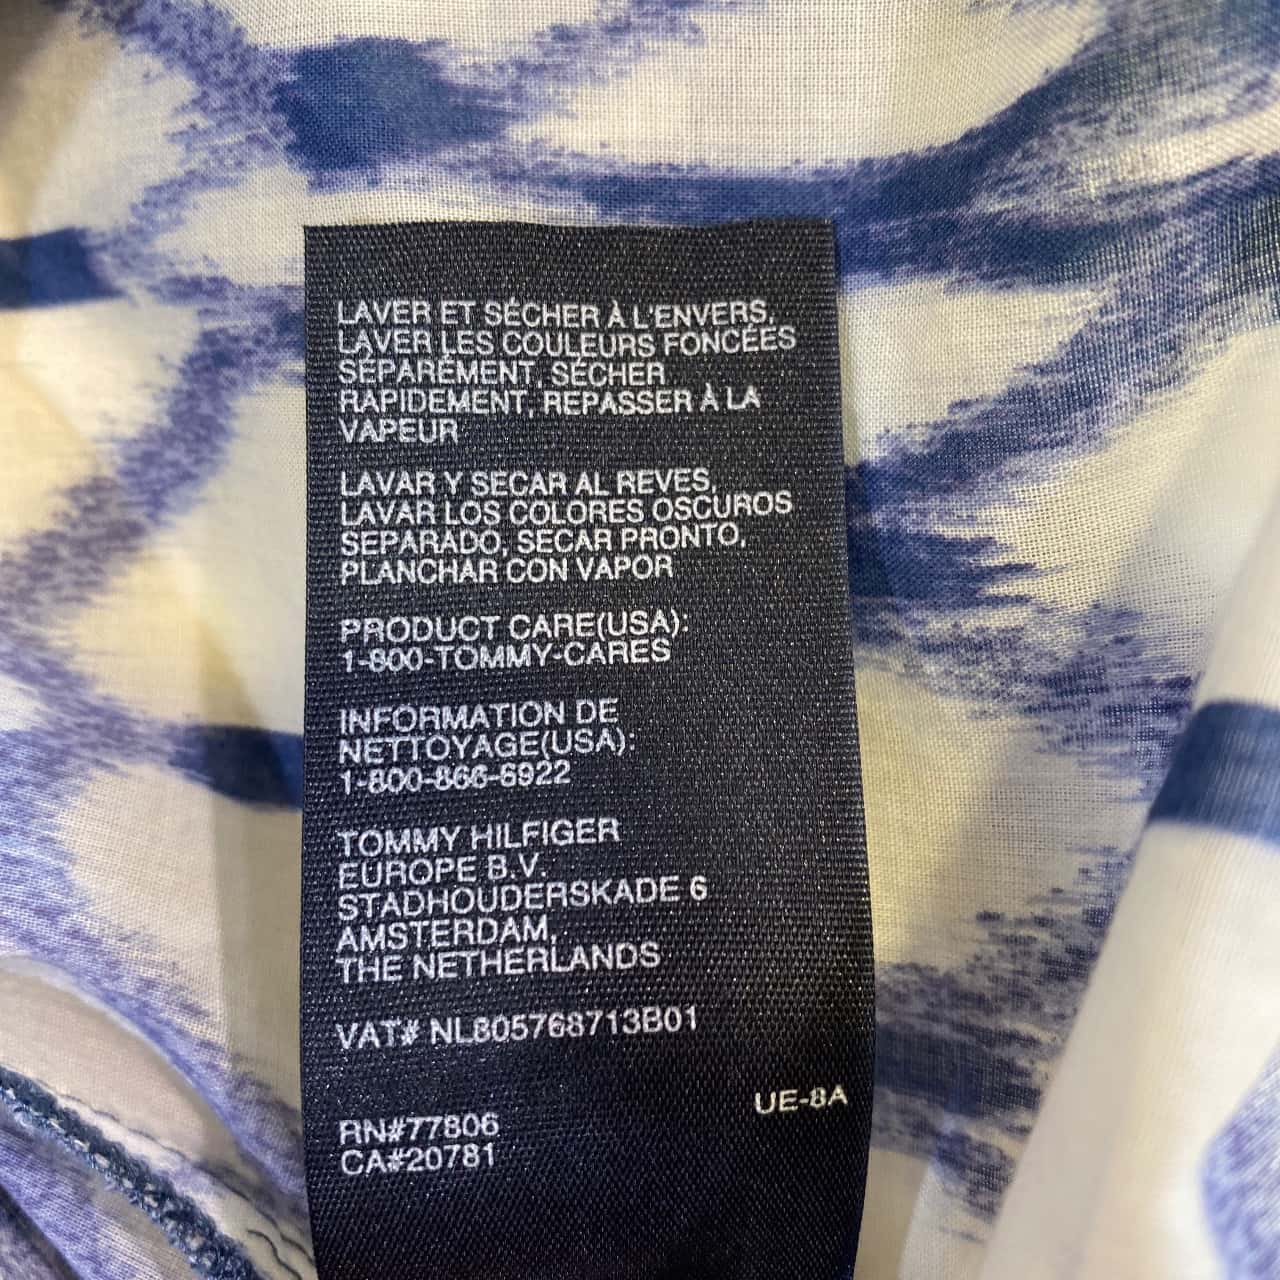 LAVER ET SÉCHER À L'ENVERS,
LAVER LES COULEURS FONCÉES
SÉPARÉMENT, SÉCHER
RAPIDEMENT, REPASSER À LA
VAPEUR
LAVAR Y SECAR AL REVES,
LAVAR LOS COLORES OSCUROS
SEPARADO, SECAR PRONTO,
PLANCHAR CON VAPOR
PRODUCT CARE(USA):
1-800-TOMMY-CARES
INFORMATION DE
NETTOYAGE(USA):
1-800-866-6922
TOMMY HILFIGER
EUROPE B.V.
STADHOUDERSKADE 6
AMSTERDAM,
THE NETHERLANDS
VAT# NL805768713B01
UE-8A
RN#77806
CA#20781